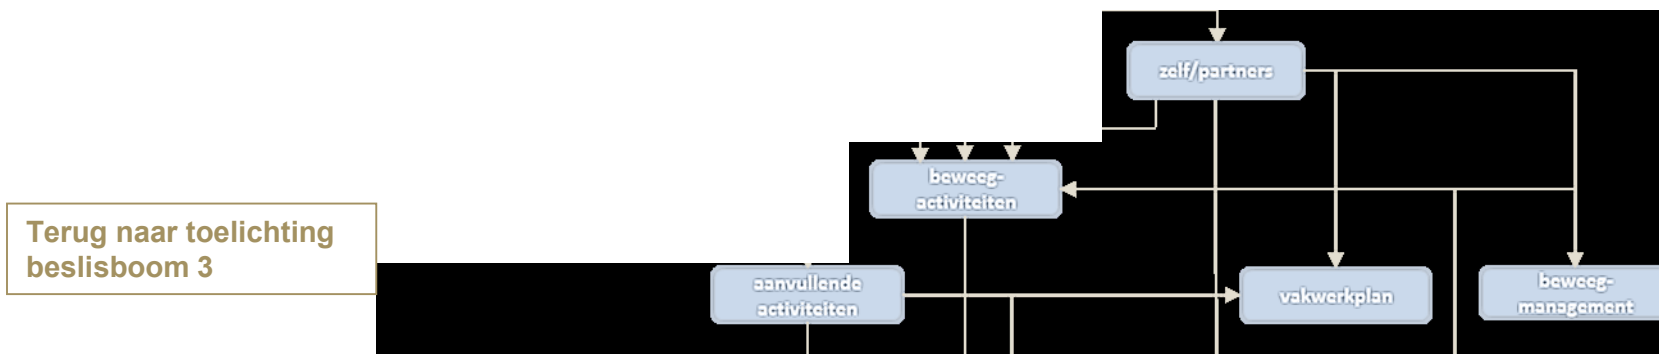 zelf/partners
beweeg-
activiteiten
Terug naar toelichting
beslisboom 3
aanvullende
activiteiten
vakwerkplan
beweeg-
management